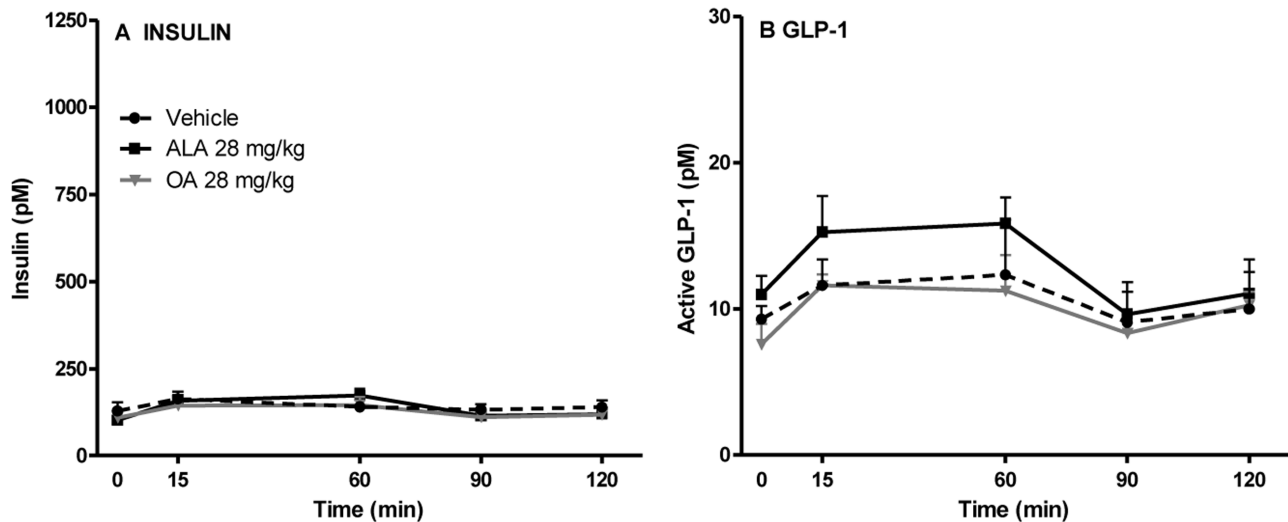 A INSULIN
1250
1000
750
500
250
0
Insulin (pM)
Vehicle
ALA 28 mg/kg
OA 28 mg/kg
0 15 60 90 120
Time (min)
B GLP-1
30
20
10
0
Active GLP-1 (pM)
0 15 60 90 120
Time (min)